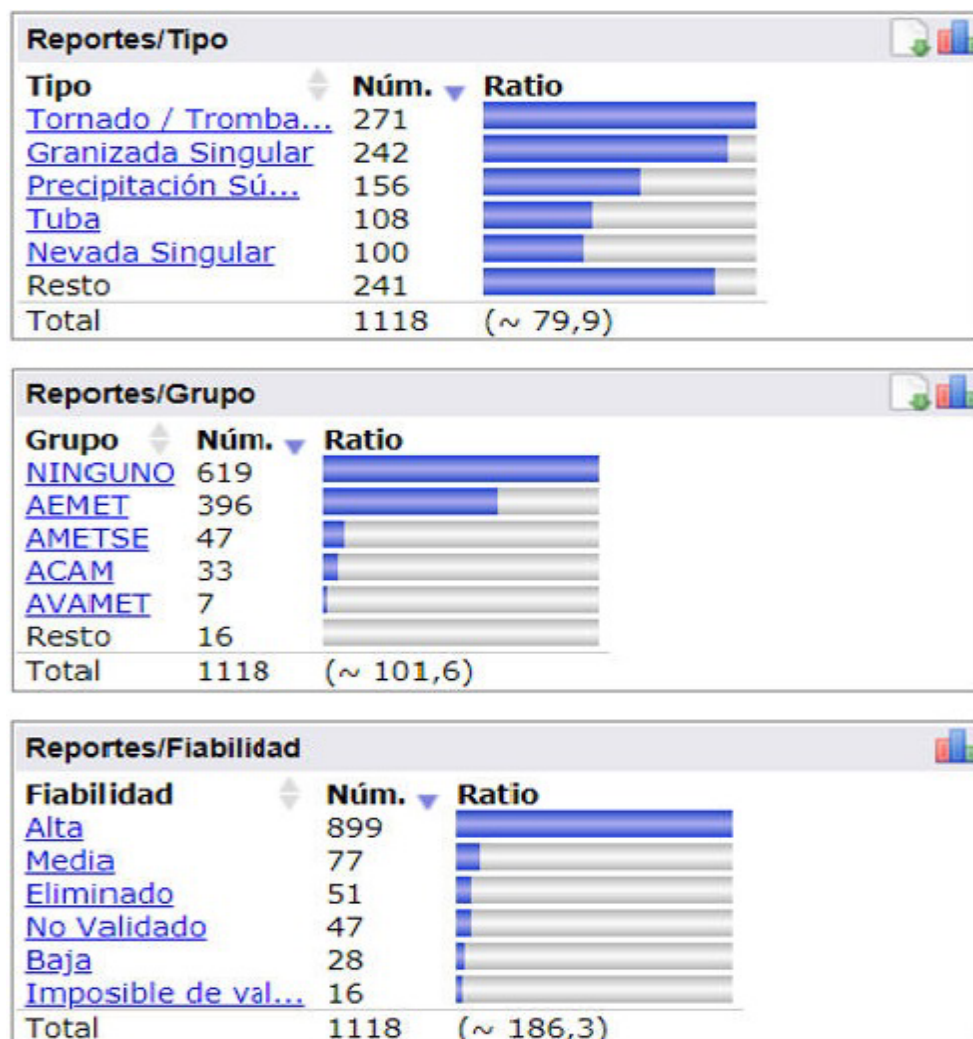 Reportes/Tipo
Tipo Núm. Ratio
Tornado / Tromba... 271
Granizada Singular 242
Precipitación Sú... 156
Tuba 108
Nevada Singular 100
Resto 241
Total 1118 (~ 79,9)
Reportes/Grupo
Grupo Núm. Ratio
NINGUNO 619
AEMET 396
AMETSE 47
ACAM 33
AVAMET 7
Resto 16
Total 1118 (~ 101,6)
Reportes/Fiabilidad
Fiabilidad Núm. Ratio
Alta 899
Media 77
Eliminado 51
No Validado 47
Baja 28
Imposible de val... 16
Total 1118 (~ 186,3)